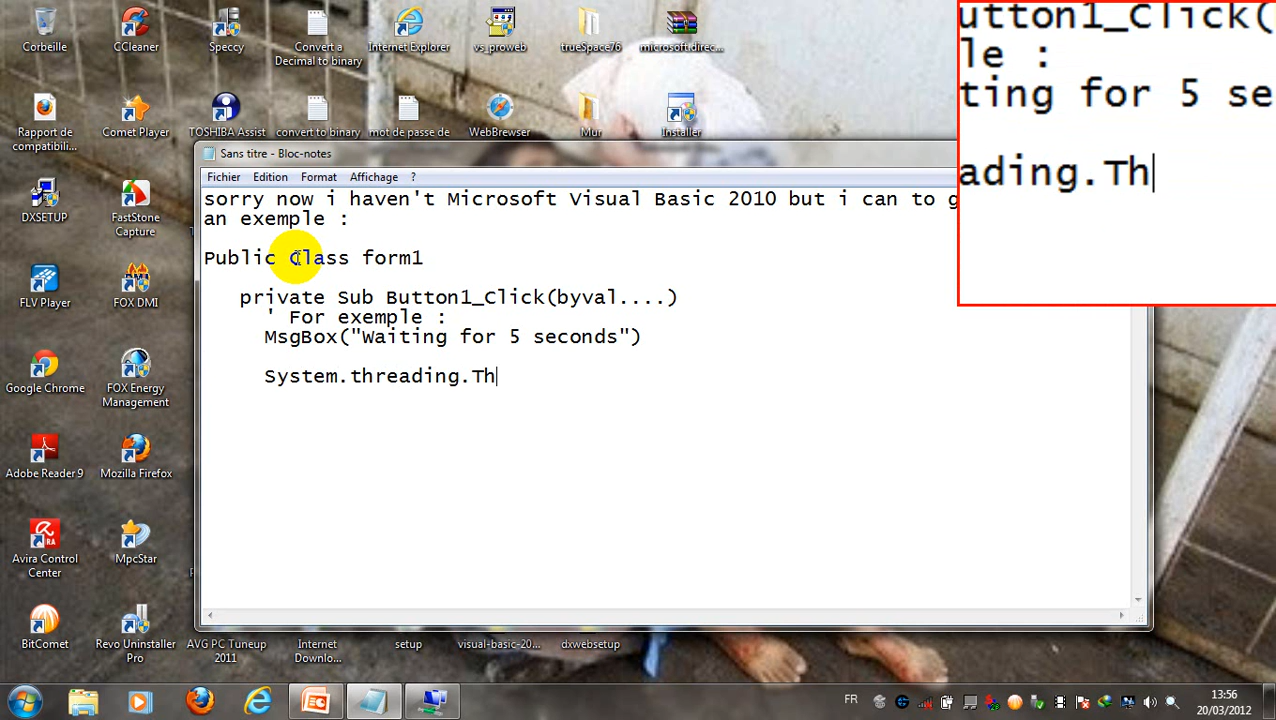 Corbeille
CCleaner
Speccy
Convert a
Decimal to binary
Internet Explorer
vs_proweb
trueSpace76
microsoft.direc...
Rapport de
compatibili...
Comet Player
TOSHIBA Assist
convert to binary
mot de passe de
WebBrowser
Mur
Installer
utton1_Click(
le :
ting for 5 se
ading.Th
Sans titre - Bloc-notes
Fichier Edition Format Affichage ?
sorry now i haven't Microsoft Visual Basic 2010 but i can to g
an exemple :
Public Class form1
private Sub Button1_Click(byval....)
' For exemple :
MsgBox("Waiting for 5 seconds")
System.threading.Th
DXSETUP
FastStone
Capture
FLV Player
FOX DMI
Google Chrome
FOX Energy
Management
Adobe Reader 9
Mozilla Firefox
Avira Control
Center
MpcStar
BitComet
Revo Uninstaller
Pro
AVG PC Tuneup
2011
Internet
Downlo...
setup
visual-basic-20...
dxwebsetup
FR
13:56
20/03/2012